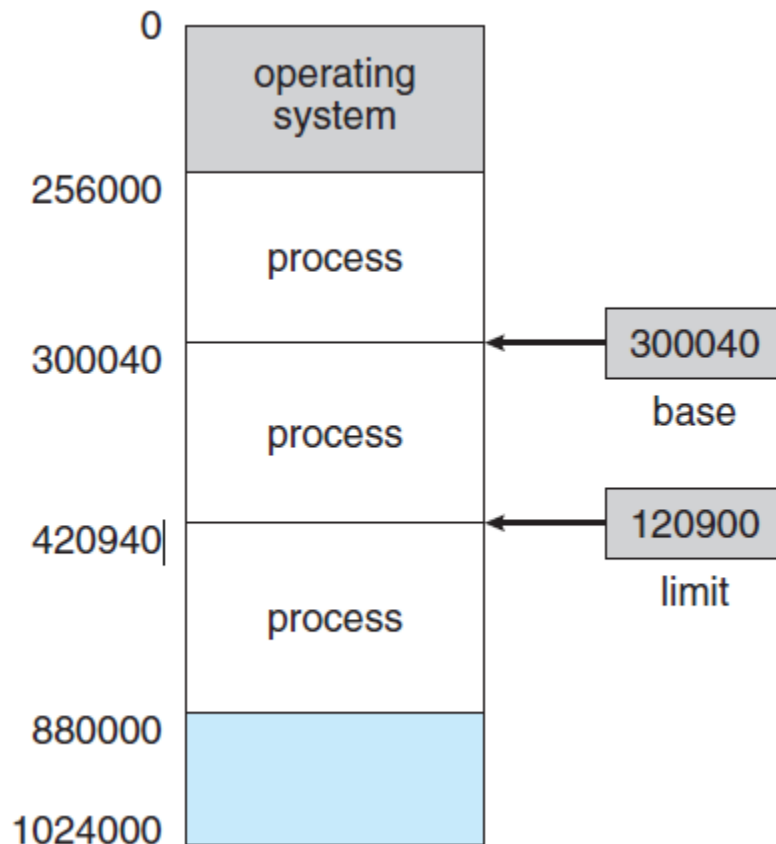 0
operating
system
256000
process
300040
300040
base
process
420940
120900
limit
process
880000
1024000